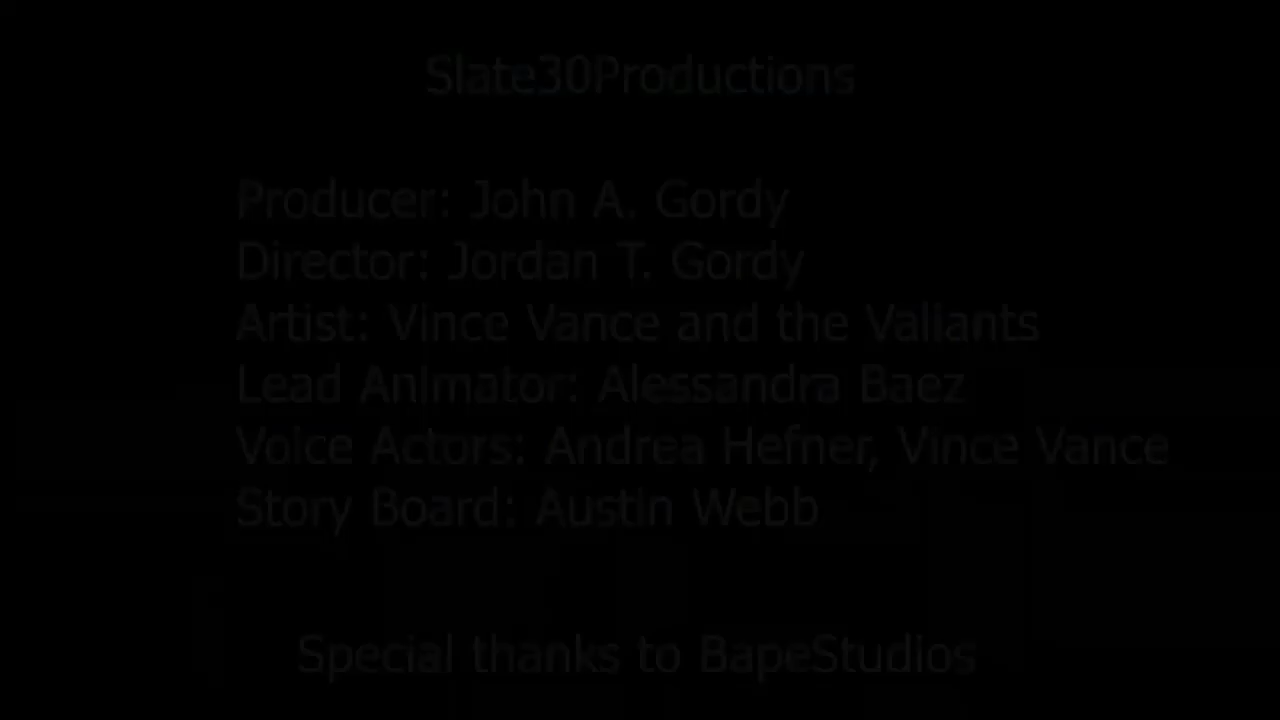 Slate30Productions
Producer: John A. Gordy
Director: Jordan T. Gordy
Artist: Vince Vance and the Valiants
Lead Animator: Alessandra Baez
Voice Actors: Andrea Hefner, Vince Vance
Story Board: Austin Webb
Special thanks to BapeStudios